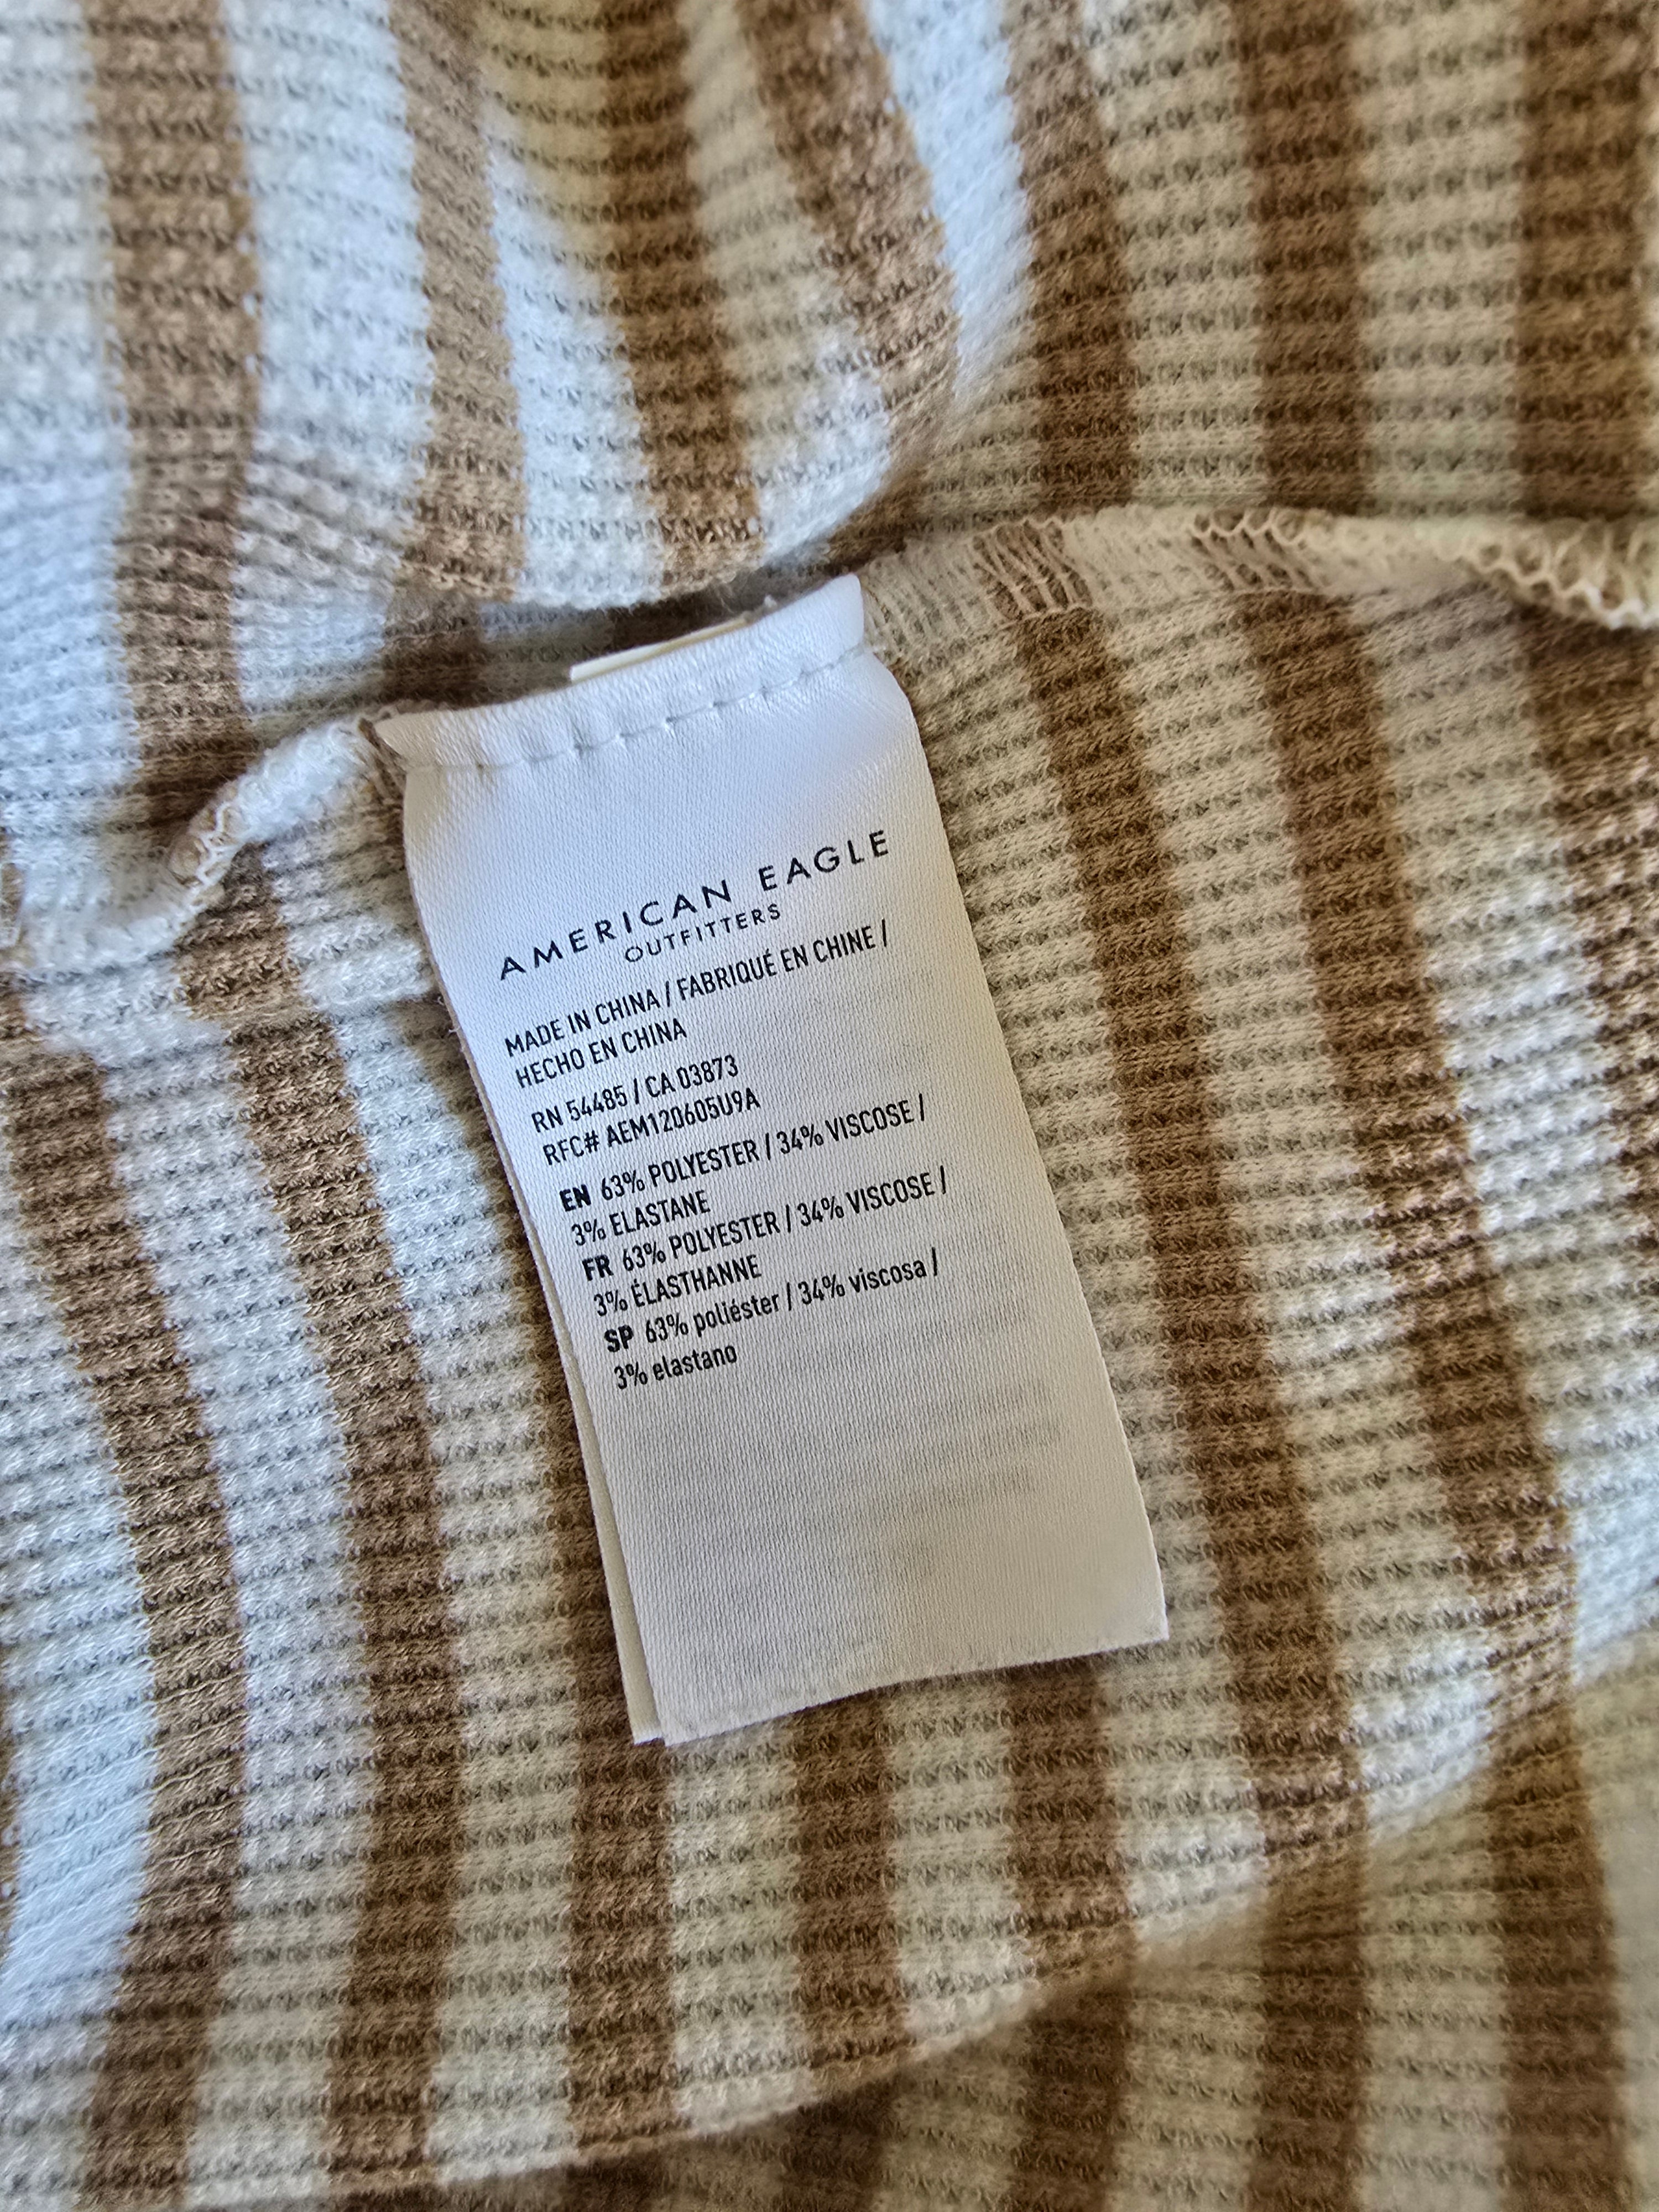 AMERICAN EAGLE
OUTFITTERS
MADE IN CHINA / FABRIQUÉ EN CHINE /
HECHO EN CHINA
RN 54485 / CA 03873
RFC# AEM120605U9A
EN 63% POLYESTER / 34% VISCOSE /
3% ELASTANE
FR 63% POLYESTER / 34% VISCOSE /
3% ÉLASTHANNE
SP 63% poliéster / 34% viscosa /
3% elastano